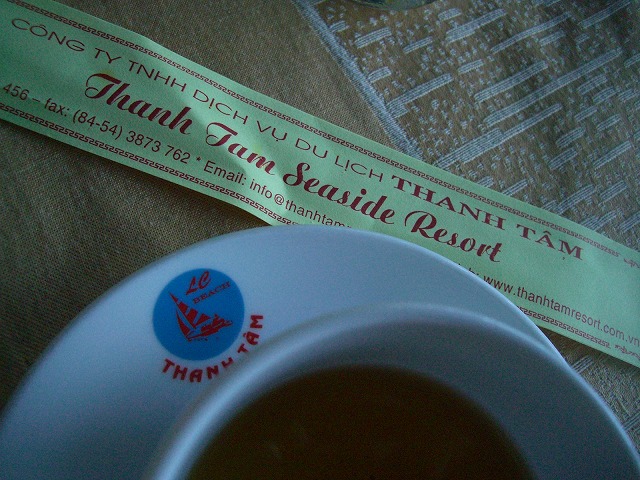 CÔNG TY TNHH DỊCH VỤ DU LỊCH THANH TÂM
Thanh Tam Seaside Resort
456 - fax: (84-54) 3873 762 * Email: info@thanhtam www.thanhtamresort.com.vn
LC
BEACH
THANH TÂM